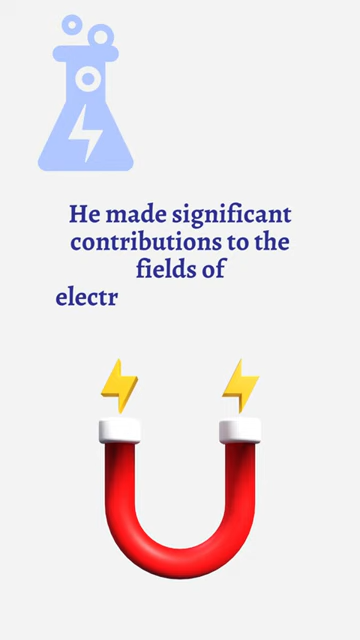 He made significant
contributions to the
fields of
electr